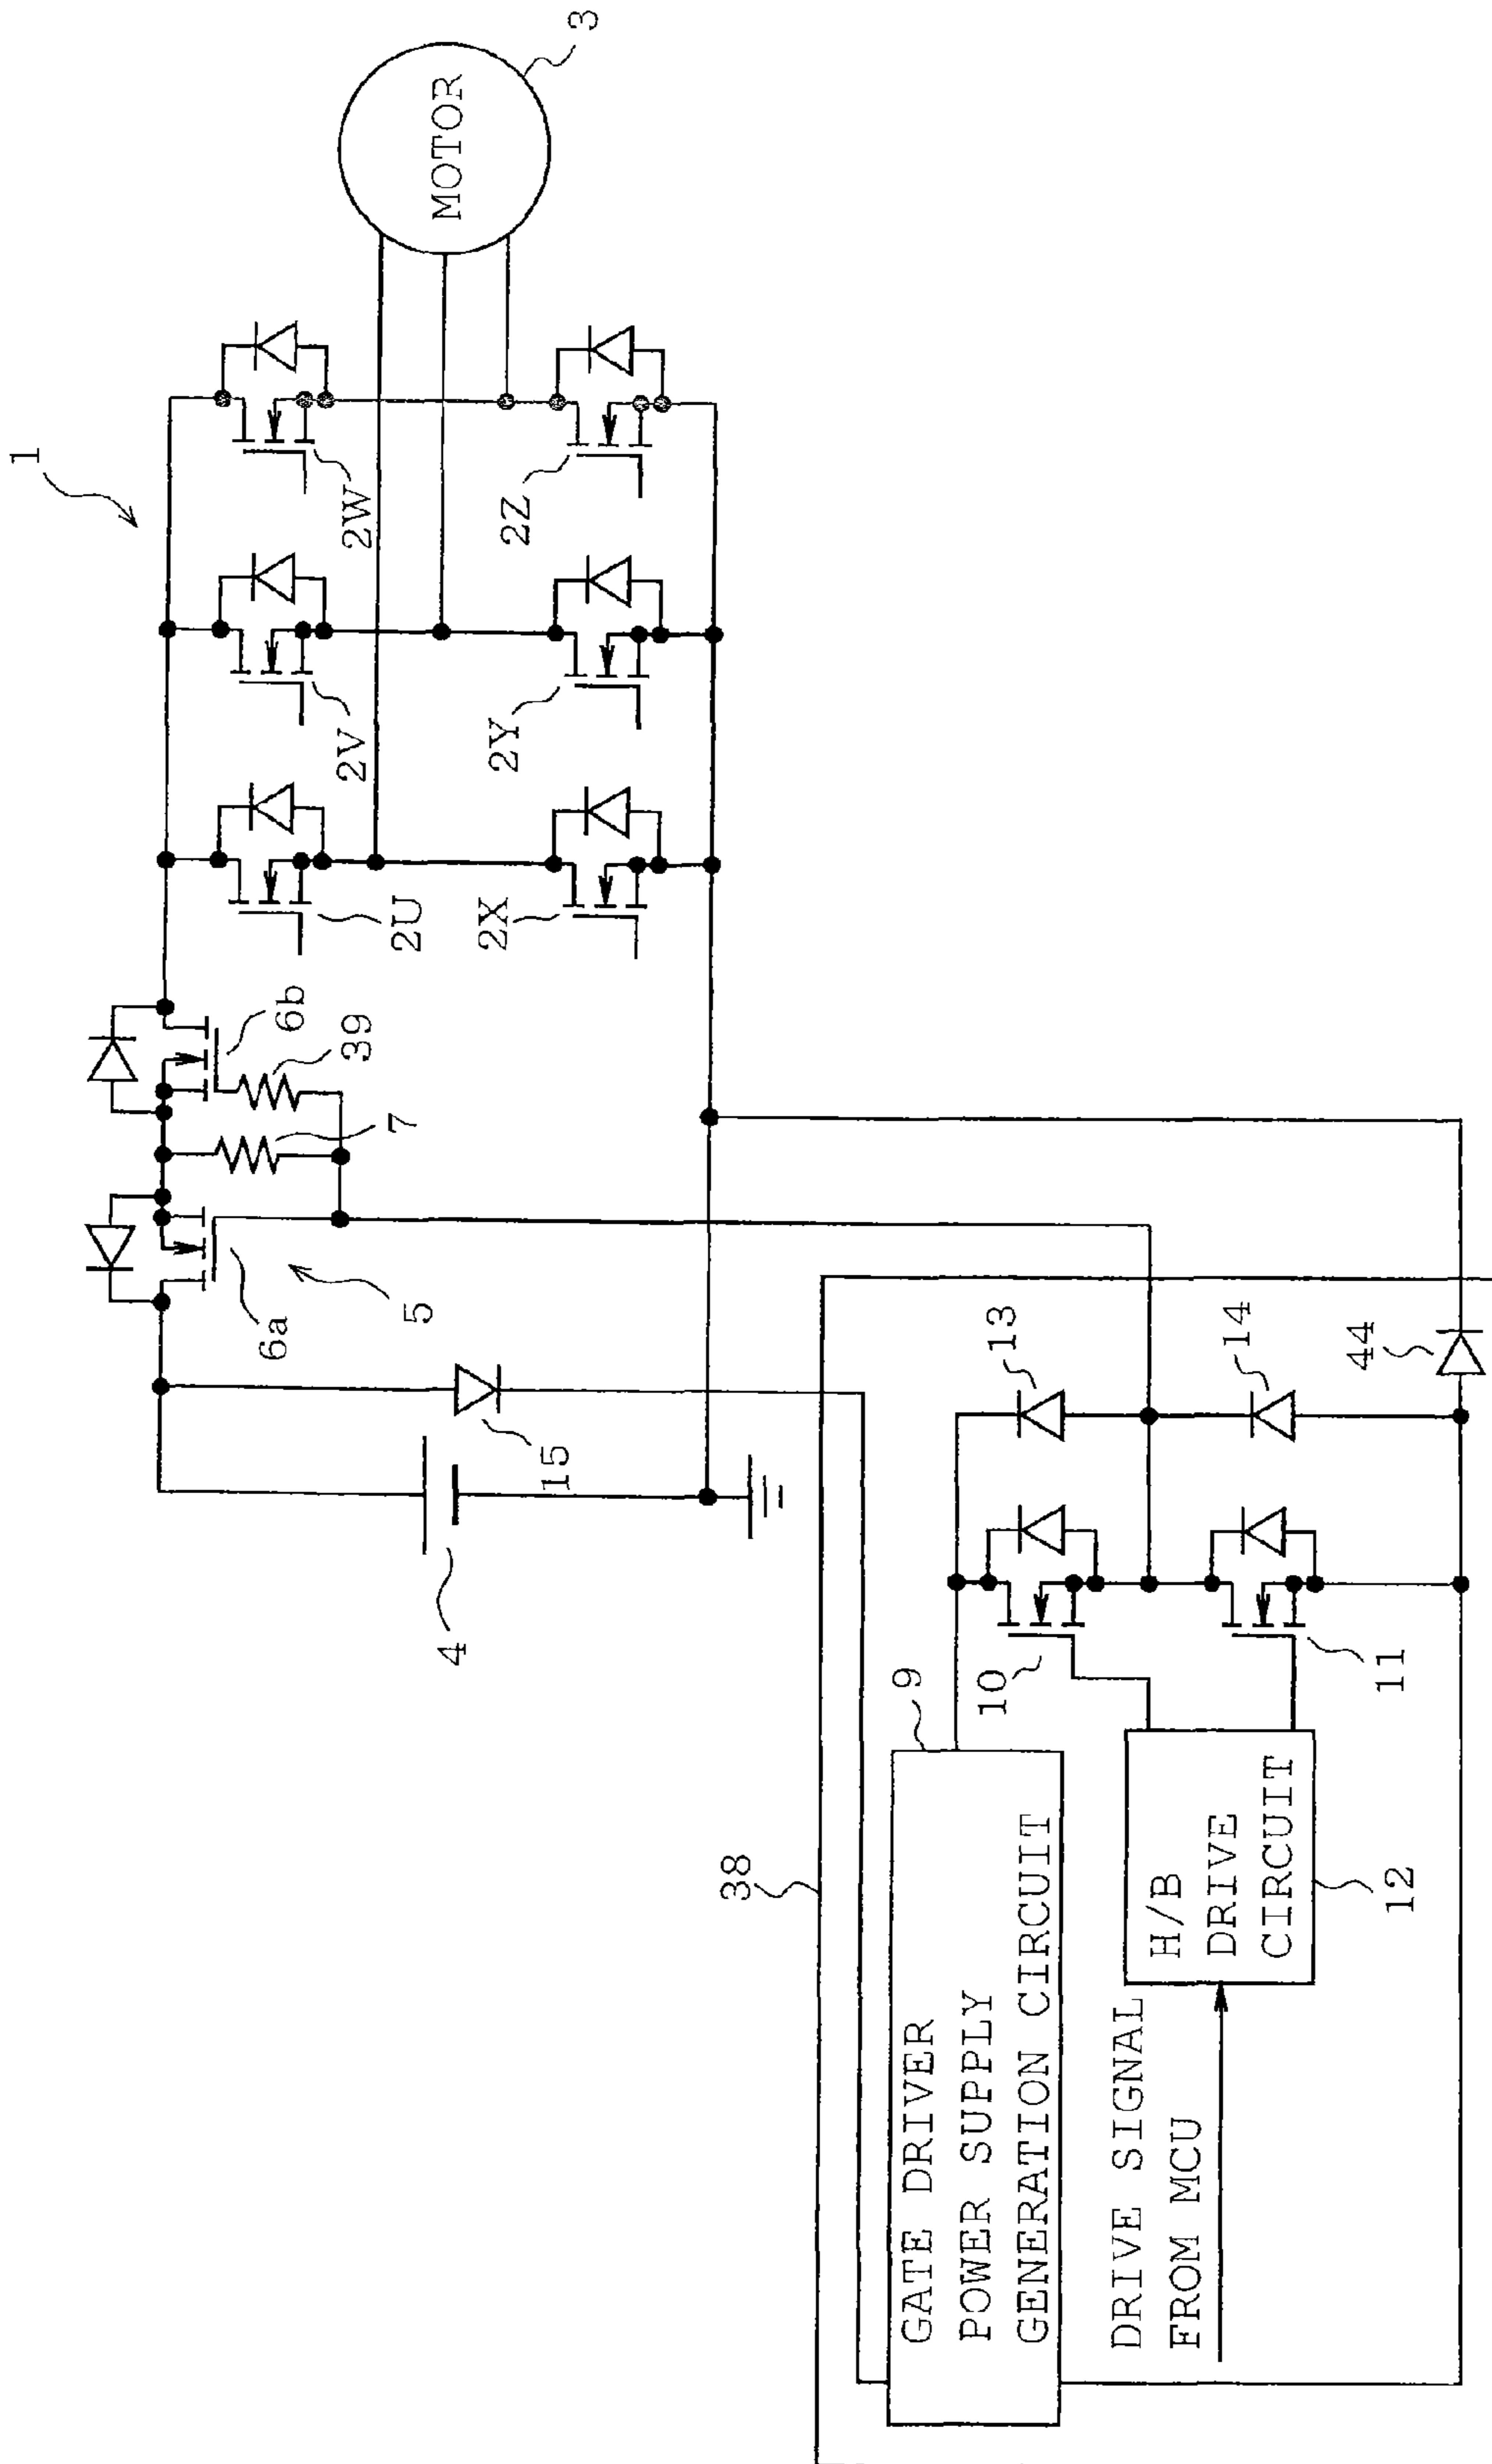 1
MOTOR
3
2U
2V
2W
2X
2Y
2Z
6a
5
7
39
6b
4
15
38
9
GATE DRIVER
POWER SUPPLY
GENERATION CIRCUIT
10
13
14
44
11
DRIVE SIGNAL
FROM MCU
H/B
DRIVE
CIRCUIT
12